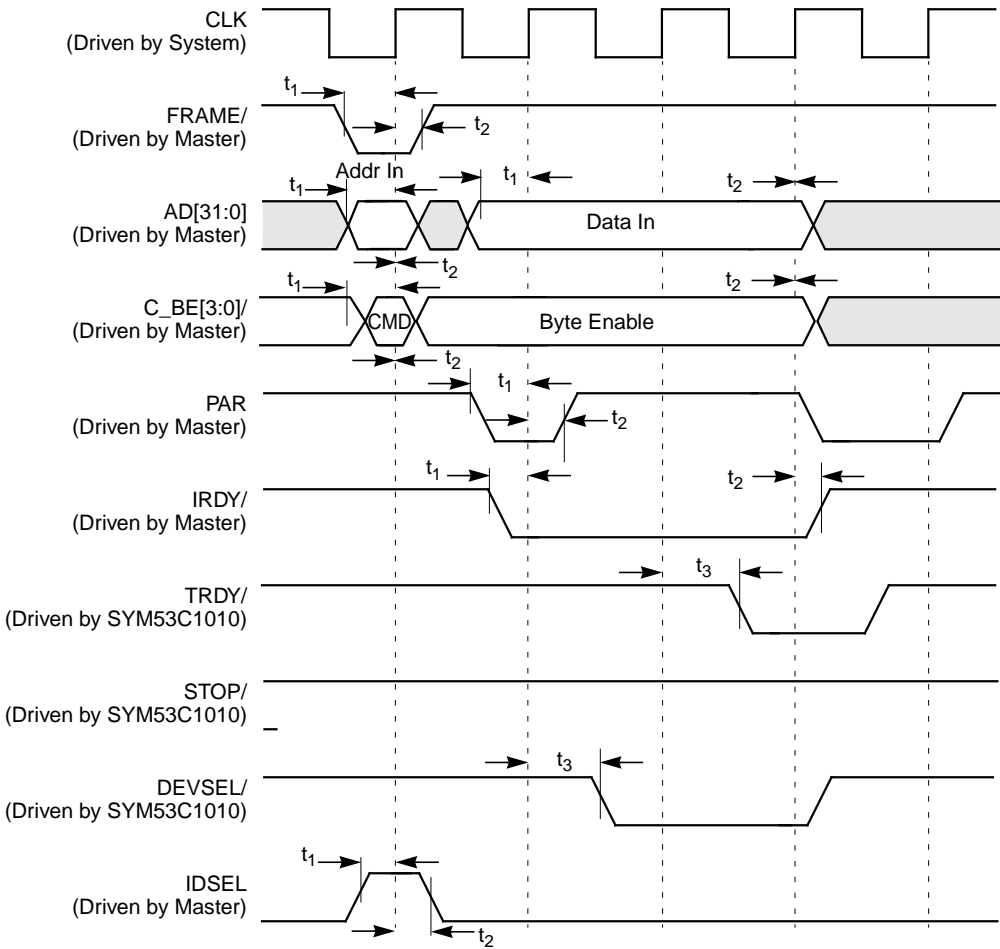 CLK
(Driven by System)
t1
FRAME/
(Driven by Master)
t2
Addr In
t1
t1
t2
AD[31:0]
(Driven by Master)
Data In
t2
t1
t2
C_BE[3:0]/
(Driven by Master)
CMD
Byte Enable
t2
t1
PAR
(Driven by Master)
t2
t1
t2
IRDY/
(Driven by Master)
t3
TRDY/
(Driven by SYM53C1010)
STOP/
(Driven by SYM53C1010)
t3
DEVSEL/
(Driven by SYM53C1010)
t1
IDSEL
(Driven by Master)
t2